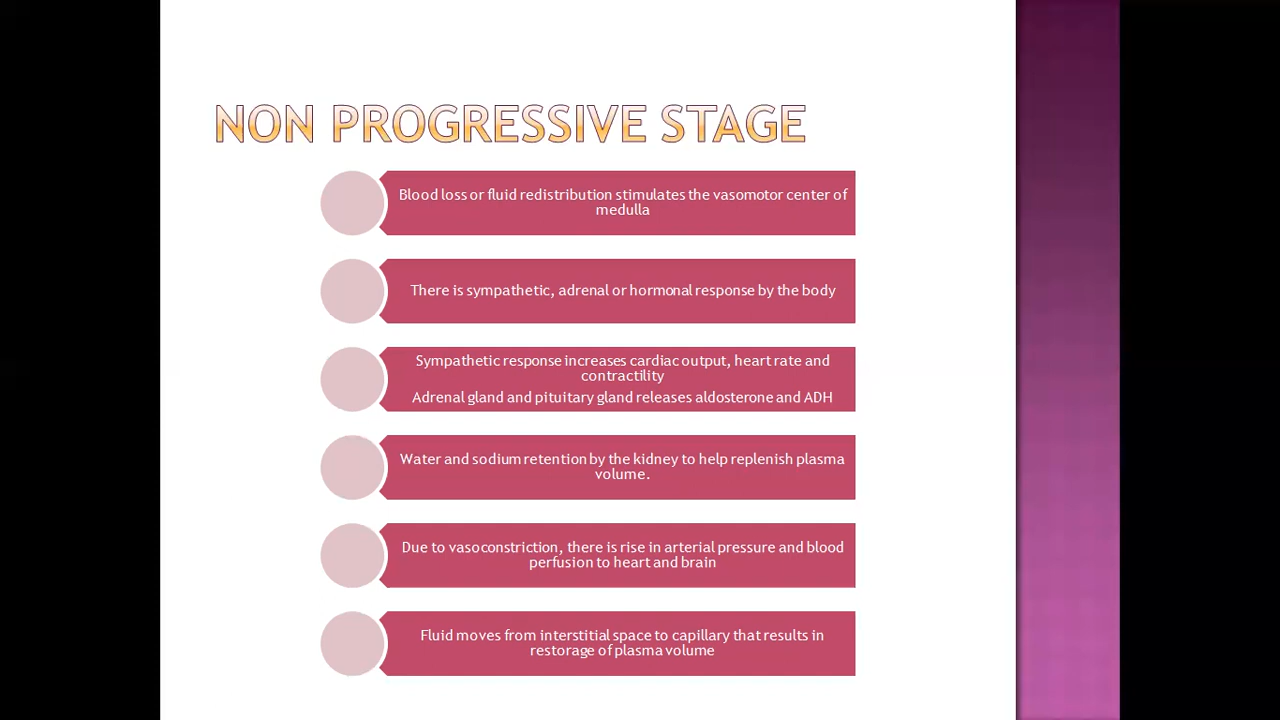 NON PROGRESSIVE STAGE
Blood loss or fluid redistribution stimulates the vasomotor center of
medulla
There is sympathetic, adrenal or hormonal response by the body
Sympathetic response increases cardiac output, heart rate and
contractility
Adrenal gland and pituitary gland releases aldosterone and ADH
Water and sodium retention by the kidney to help replenish plasma
volume.
Due to vasoconstriction, there is rise in arterial pressure and blood
perfusion to heart and brain
Fluid moves from interstitial space to capillary that results in
restorage of plasma volume